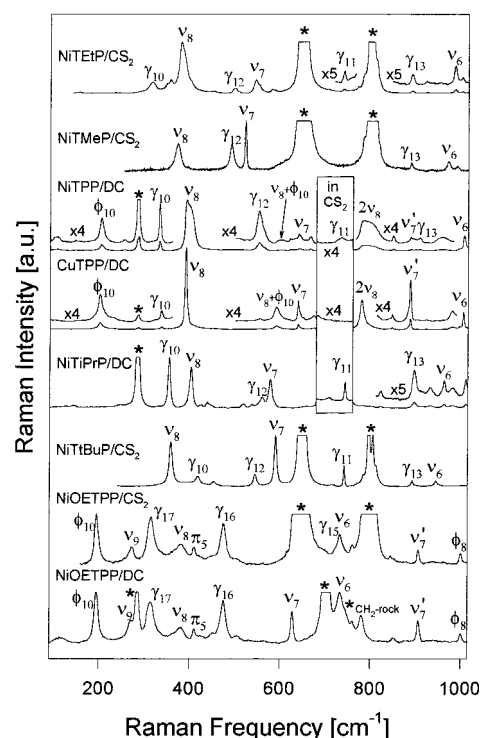 NiTEtP/CS₂ γ₁₀ ν₈ γ₁₂ ν₇ * x5 γ₁₁ * x5 γ₁₃ ν₆
NiTMeP/CS₂ ν₈ γ₁₂ ν₇ * * γ₁₃ ν₆
NiTPP/DC x4 ϕ₁₀ * γ₁₀ ν₈ x4 γ₁₂ ν₈+ϕ₁₀ ν₇ in CS₂ γ₁₁ x4 2ν₈ x4 ν₇' γ₁₃ ν₆
CuTPP/DC x4 ϕ₁₀ * γ₁₀ ν₈ x4 ν₈+ϕ₁₀ ν₇ x4 2ν₈ x4 ν₇' ν₆
NiTiPrP/DC * γ₁₀ ν₈ γ₁₂ ν₇ γ₁₁ x5 γ₁₃ ν₆
NiTtBuP/CS₂ ν₈ γ₁₀ γ₁₂ ν₇ * γ₁₁ * γ₁₃ ν₆
NiOETPP/CS₂ ϕ₁₀ ν₉ γ₁₇ ν₈ π₅ γ₁₆ * γ₁₅ ν₆ * ν₇' ϕ₈
NiOETPP/DC ϕ₁₀ ν₉ * γ₁₇ ν₈ π₅ γ₁₆ ν₇ * ν₆ * CH₂-rock ν₇' ϕ₈
Raman Intensity [a.u.]
200 400 600 800 1000
Raman Frequency [cm⁻¹]